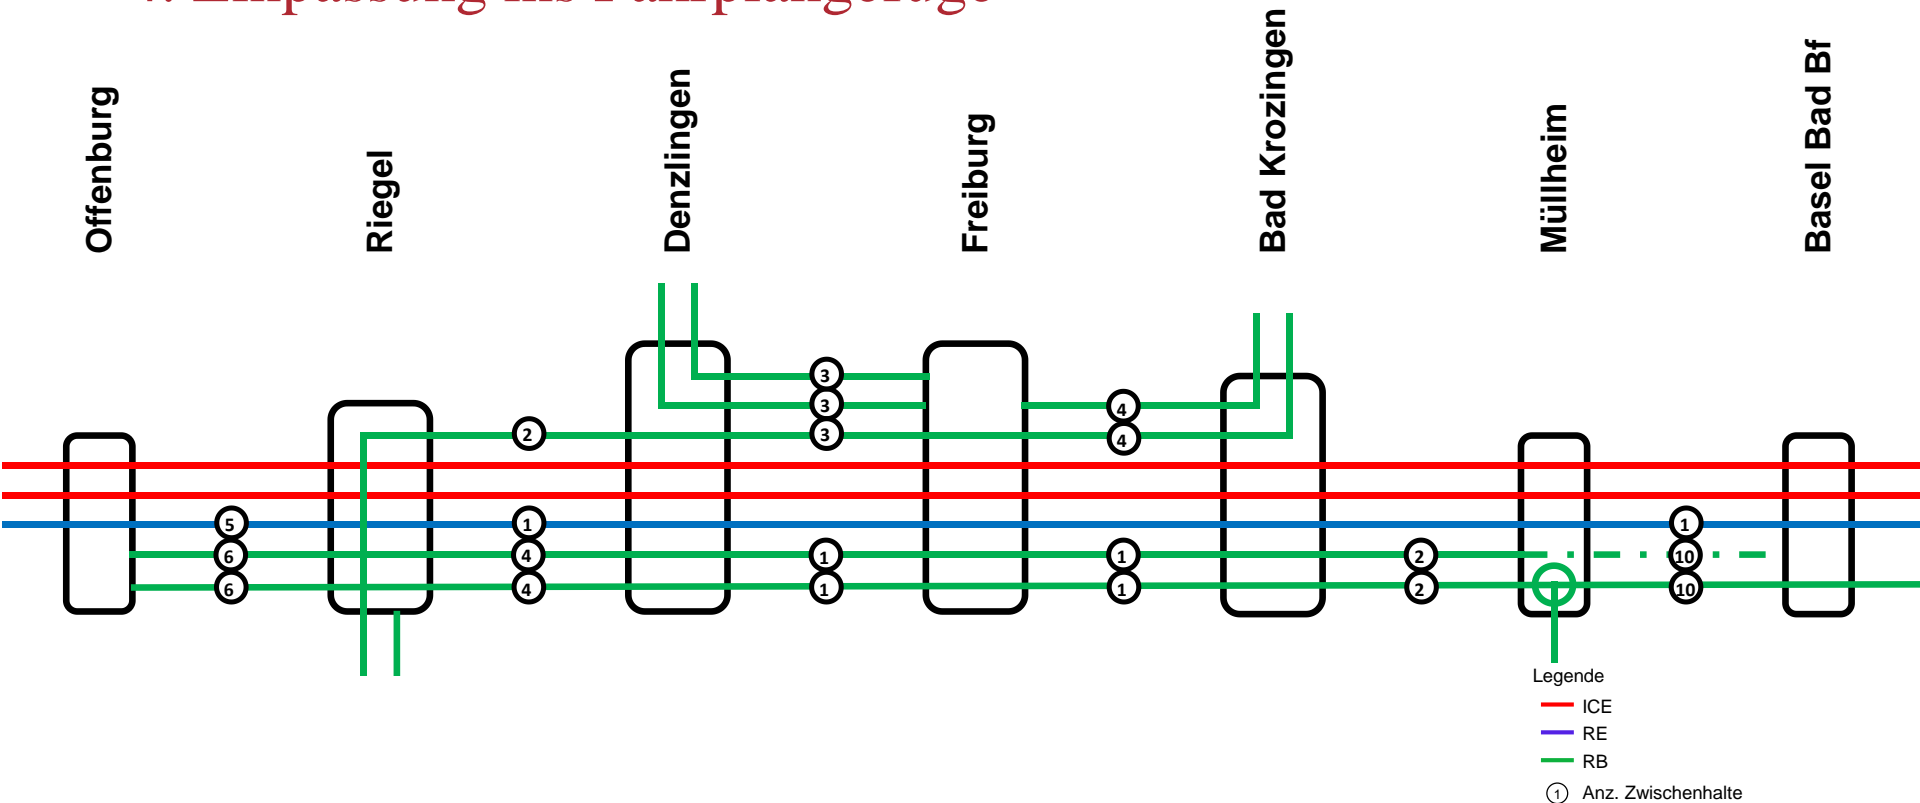 Offenburg
Riegel
Denzlingen
Freiburg
Bad Krozingen
Müllheim
Basel Bad Bf
3
3
3
4
4
2
5
1
1
6
4
1
1
2
10
6
4
1
1
2
10
Legende
ICE
RE
RB
1 Anz. Zwischenhalte